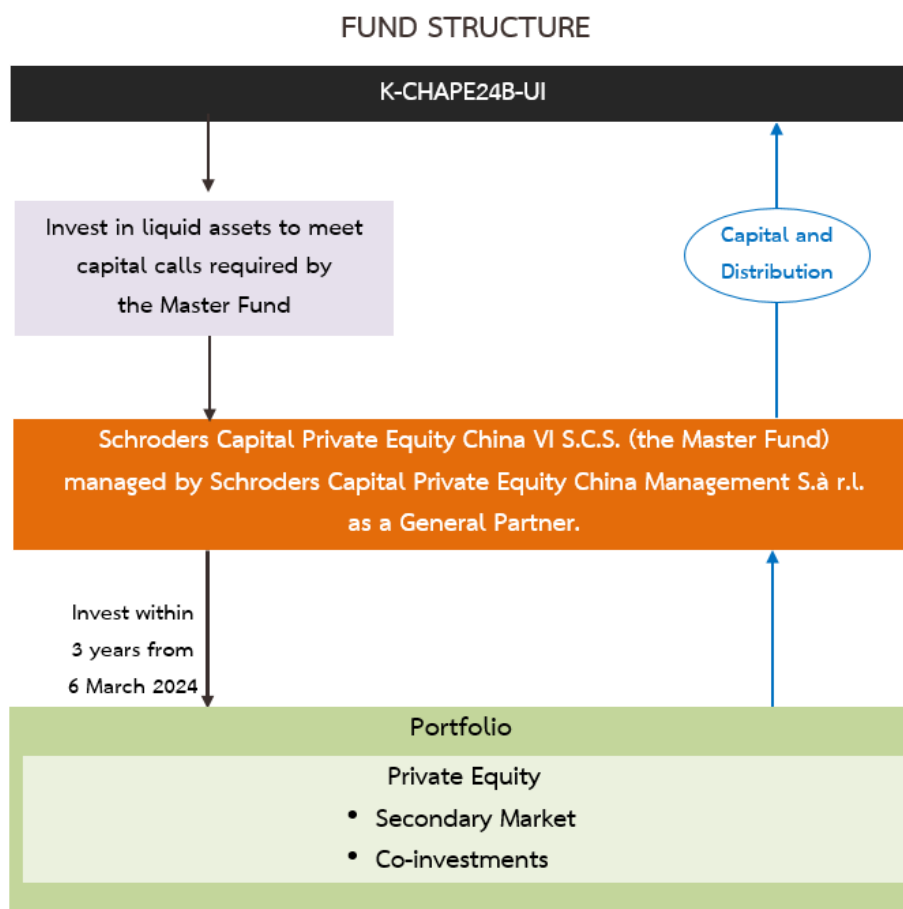 FUND STRUCTURE
K-CHAPE24B-UI
Invest in liquid assets to meet
capital calls required by
the Master Fund
Capital and
Distribution
Schroders Capital Private Equity China VI S.C.S. (the Master Fund)
managed by Schroders Capital Private Equity China Management S.à r.l.
as a General Partner.
Invest within
3 years from
6 March 2024
Portfolio
Private Equity
• Secondary Market
• Co-investments